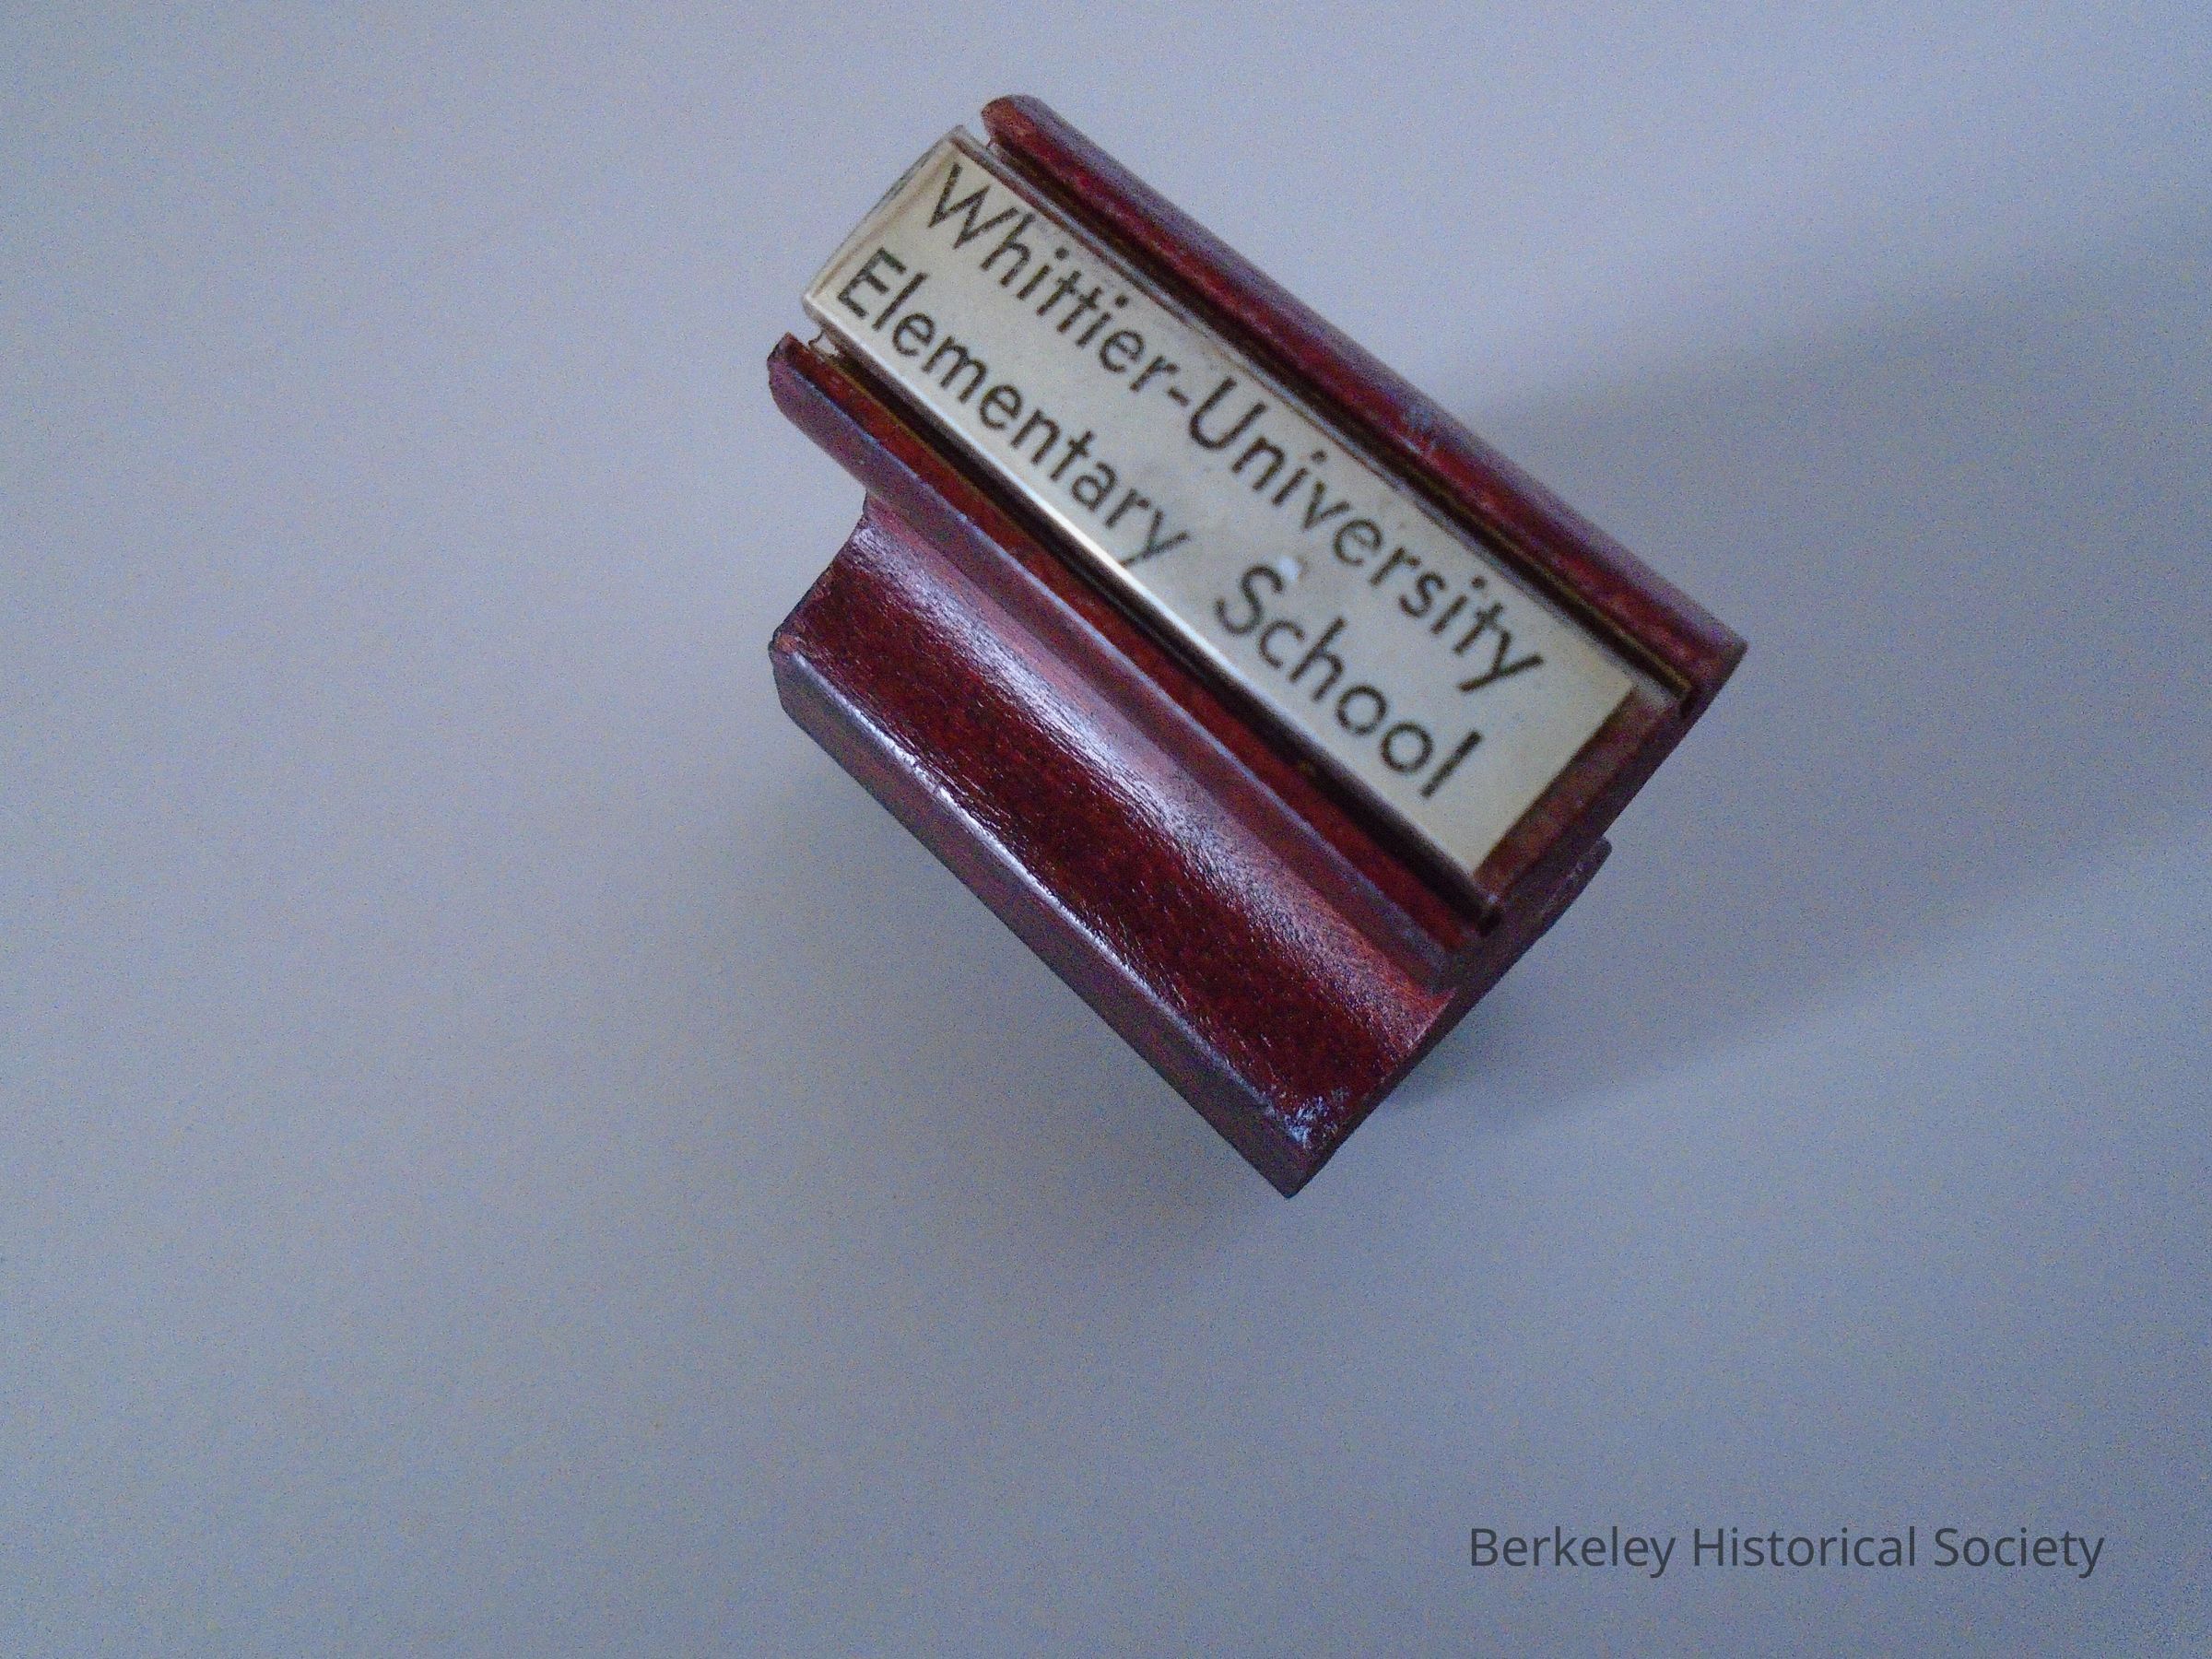 Whittier-University
Elementary School
Berkeley Historical Society